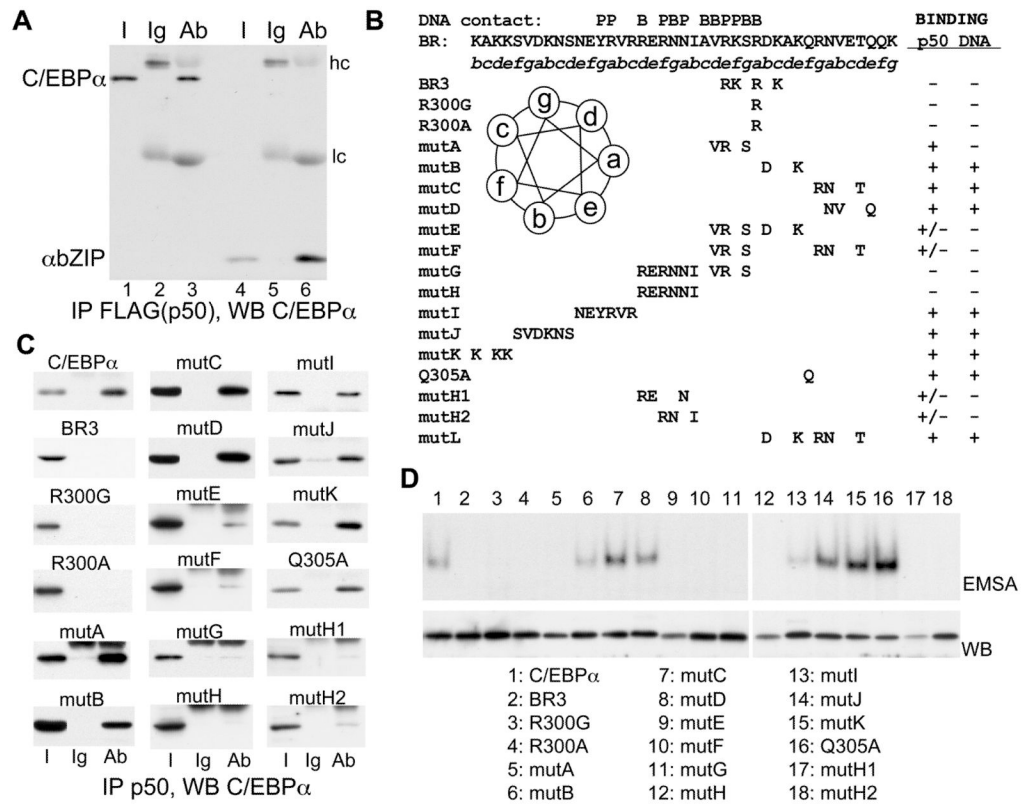 A
I Ig Ab I Ig Ab
hc
C/EBPα
lc
αbZIP
1 2 3 4 5 6
IP FLAG(p50), WB C/EBPα
B
DNA contact: PP B PBP BBPPBB BINDING
BR: KAKKSVDKNSNEYRVRRERNNIAVRKSRDKAKQRNVETQQK p50 DNA
bcdefgabcdefgabcdefgabcdefgabcdefgabcdefg
BR3 RK R K - -
R300G R - -
R300A R - -
mutA VR S + -
mutB D K + +
mutC RN T + +
mutD NV Q + +
mutE VR S D K +/- -
mutF VR S RN T +/- -
mutG RERNNI VR S - -
mutH RERNNI - -
mutI NEYRVR + +
mutJ SVDKNS + +
mutK K KK + +
Q305A Q + +
mutH1 RE N +/- -
mutH2 RN I +/- -
mutL D K RN T + +
g
c d
a
f
b e
C
C/EBPα mutC mutI
BR3 mutD mutJ
R300G mutE mutK
R300A mutF Q305A
mutA mutG mutH1
mutB mutH mutH2
I Ig Ab I Ig Ab I Ig Ab
IP p50, WB C/EBPα
D
1 2 3 4 5 6 7 8 9 10 11 12 13 14 15 16 17 18
EMSA
WB
1: C/EBPα 7: mutC 13: mutI
2: BR3 8: mutD 14: mutJ
3: R300G 9: mutE 15: mutK
4: R300A 10: mutF 16: Q305A
5: mutA 11: mutG 17: mutH1
6: mutB 12: mutH 18: mutH2